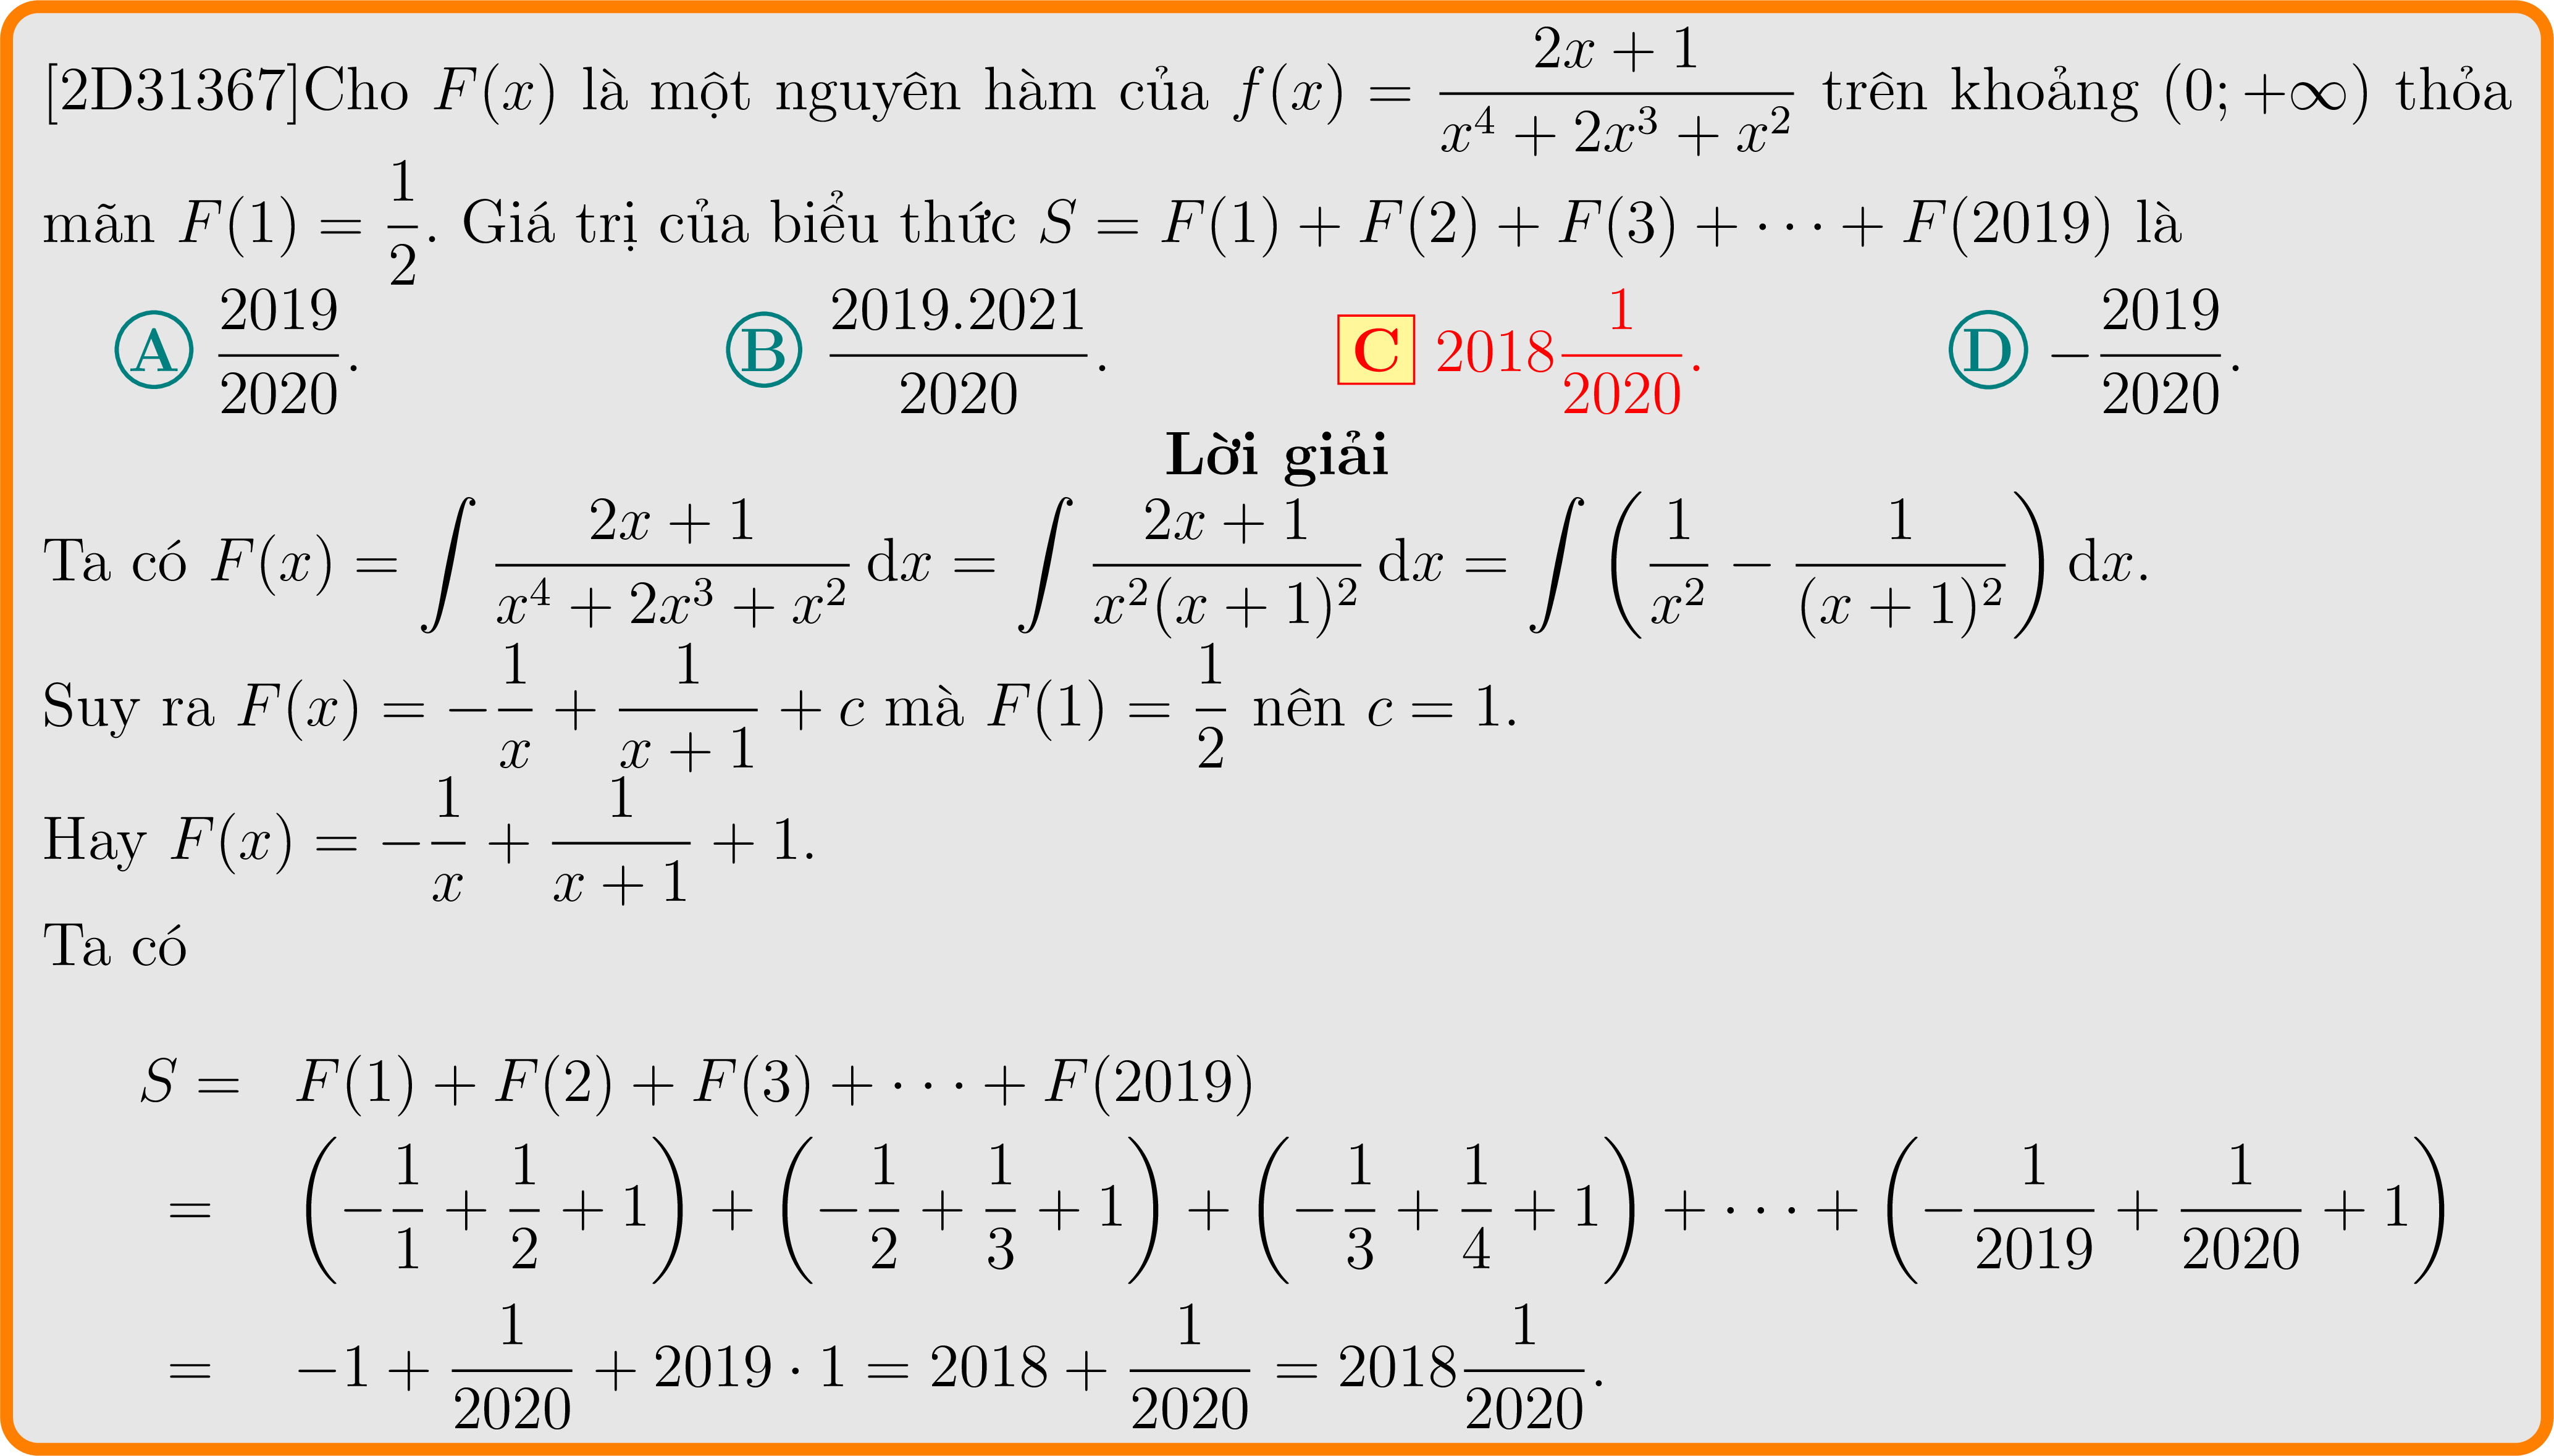 [2D31367]Cho F(x) là một nguyên hàm của f(x) = \frac{2x + 1}{x^4 + 2x^3 + x^2} trên khoảng (0; +∞) thỏa
mãn F(1) = \frac{1}{2}. Giá trị của biểu thức S = F(1) + F(2) + F(3) + ··· + F(2019) là
A \frac{2019}{2020}. B \frac{2019.2021}{2020}. C 2018\frac{1}{2020}. D -\frac{2019}{2020}.
Lời giải
Ta có F(x) = \int \frac{2x + 1}{x^4 + 2x^3 + x^2} dx = \int \frac{2x + 1}{x^2(x + 1)^2} dx = \int \left( \frac{1}{x^2} - \frac{1}{(x + 1)^2} \right) dx.
Suy ra F(x) = -\frac{1}{x} + \frac{1}{x + 1} + c mà F(1) = \frac{1}{2} nên c = 1.
Hay F(x) = -\frac{1}{x} + \frac{1}{x + 1} + 1.
Ta có
S = F(1) + F(2) + F(3) + ··· + F(2019)
= \left( -\frac{1}{1} + \frac{1}{2} + 1 \right) + \left( -\frac{1}{2} + \frac{1}{3} + 1 \right) + \left( -\frac{1}{3} + \frac{1}{4} + 1 \right) + ··· + \left( -\frac{1}{2019} + \frac{1}{2020} + 1 \right)
= -1 + \frac{1}{2020} + 2019 · 1 = 2018 + \frac{1}{2020} = 2018\frac{1}{2020}.